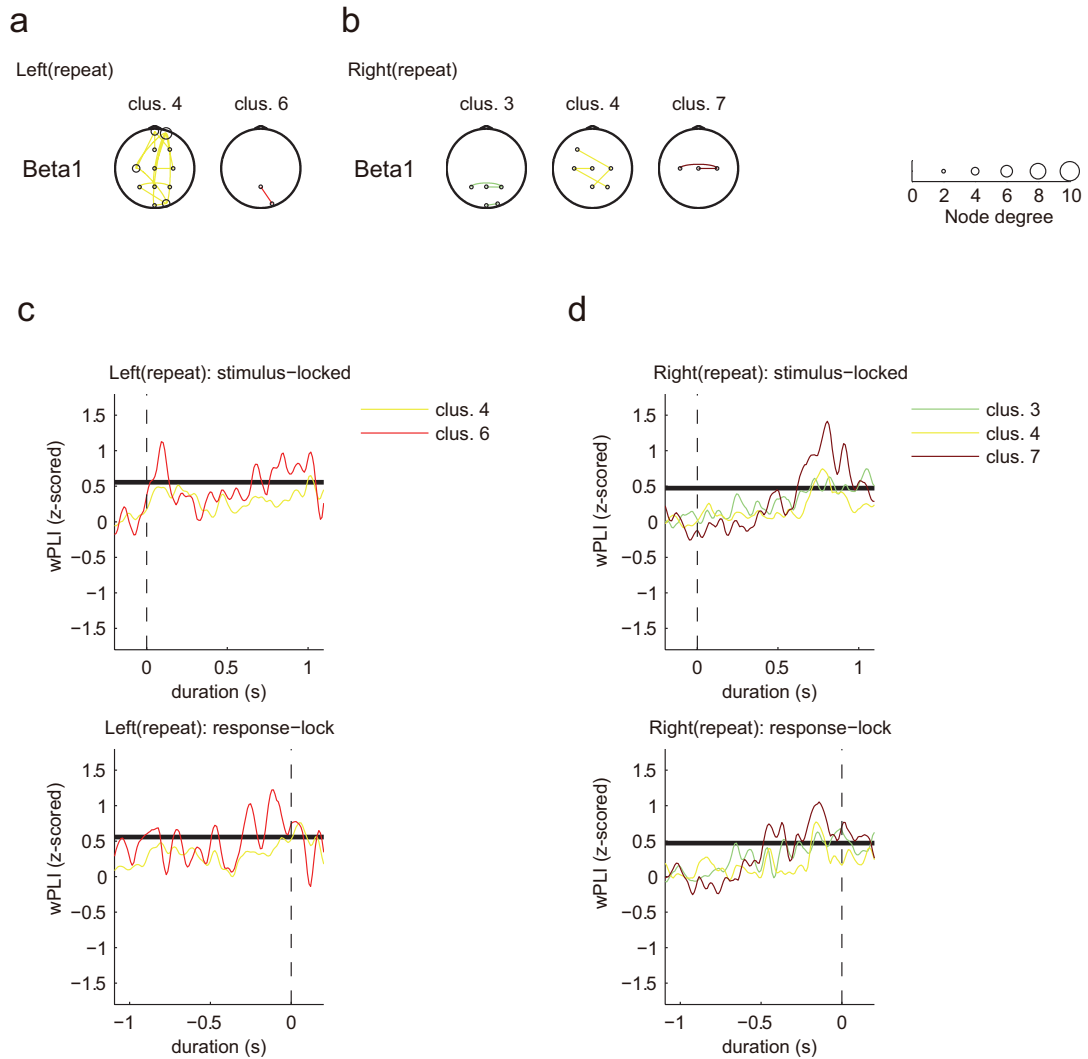 a
b
Left(repeat)
Right(repeat)
clus. 4
clus. 6
clus. 3
clus. 4
clus. 7
Beta1
Beta1
0 2 4 6 8 10
Node degree
c
d
Left(repeat): stimulus−locked
wPLI (z−scored)
1.5
1
0.5
0
−0.5
−1
−1.5
0 0.5 1
duration (s)
clus. 4
clus. 6
Right(repeat): stimulus−locked
wPLI (z−scored)
1.5
1
0.5
0
−0.5
−1
−1.5
0 0.5 1
duration (s)
clus. 3
clus. 4
clus. 7
Left(repeat): response−lock
wPLI (z−scored)
1.5
1
0.5
0
−0.5
−1
−1.5
−1 −0.5 0
duration (s)
Right(repeat): response−lock
wPLI (z−scored)
1.5
1
0.5
0
−0.5
−1
−1.5
−1 −0.5 0
duration (s)